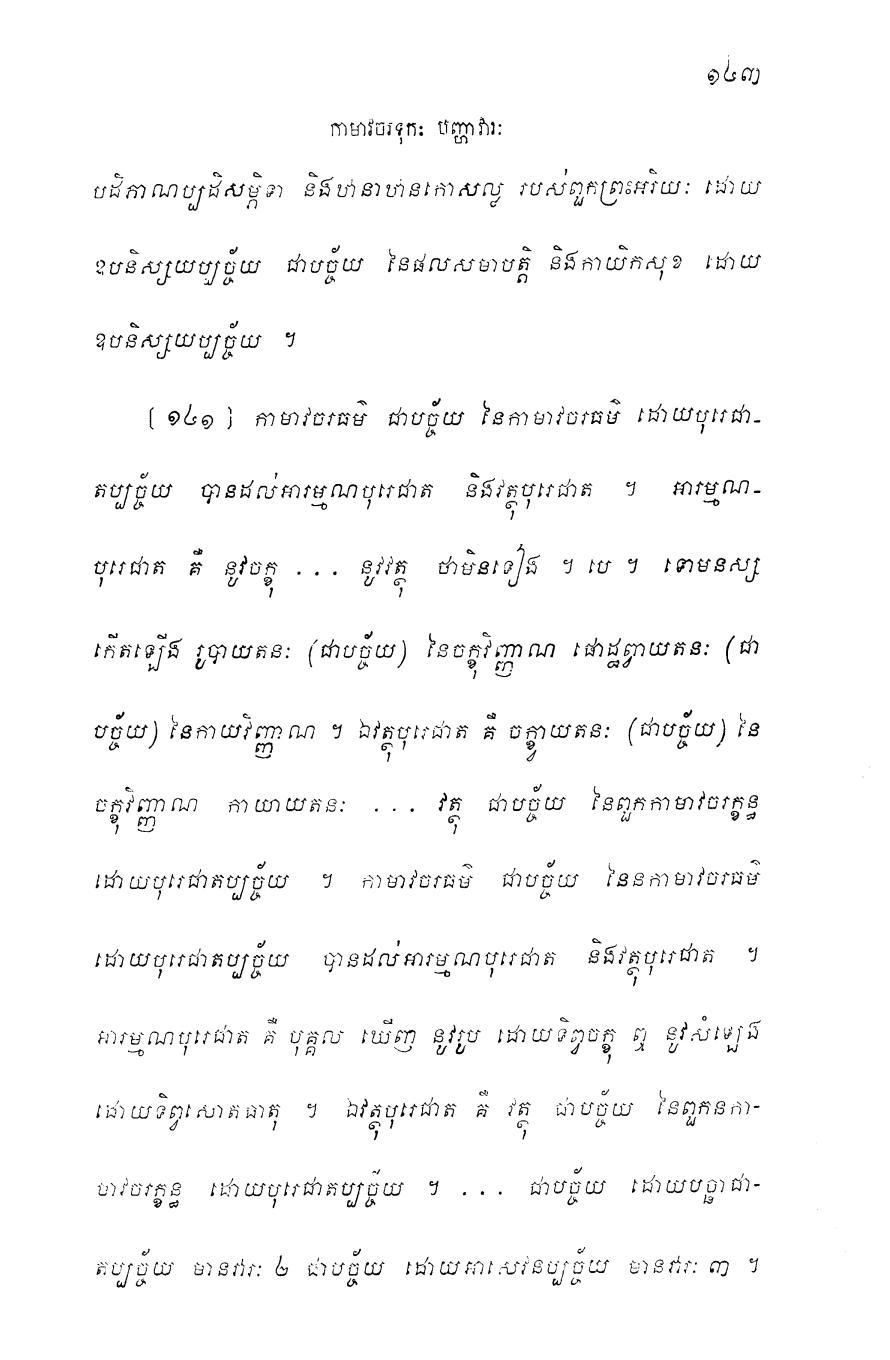 ១៤៣
កាមាវចរទុកៈ បញ្ហាវារៈ
បដិភាណប្បដិសម្ភិទា និងឋានាឋានកោសល្ល របស់ពួកព្រះអរិយៈ ដោយ
ឧបនិស្សយប្បច្ច័យ ជាបច្ច័យ នៃផលសមាបត្តិ និងកាយិកសុខ ដោយ
ឧបនិស្សយប្បច្ច័យ ។
[ ១៤១ ] កាមាវចរធម៌ ជាបច្ច័យ នៃកាមាវចរធម៌ ដោយបុរេជា-
តប្បច្ច័យ បានដល់អារម្មណបុរេជាត និងវត្ថុបុរេជាត ។ អារម្មណ-
បុរេជាត គឺ នូវចក្ខុ ... នូវវត្ថុ ថាមិនទៀង ។ បេ ។ ទោមនស្ស
កើតឡើង រូបាយតនៈ (ជាបច្ច័យ) នៃចក្ខុវិញ្ញាណ ផោដ្ឋព្វាយតនៈ (ជា
បច្ច័យ) នៃកាយវិញ្ញាណ ។ ឯវត្ថុបុរេជាត គឺ ចក្ខ្វាយតនៈ (ជាបច្ច័យ) នៃ
ចក្ខុវិញ្ញាណ កាយាយតនៈ ... វត្ថុ ជាបច្ច័យ នៃពួកកាមាវចរក្ខន្ធ
ដោយបុរេជាតប្បច្ច័យ ។ កាមាវចរធម៌ ជាបច្ច័យ នៃនកាមាវចរធម៌
ដោយបុរេជាតប្បច្ច័យ បានដល់អារម្មណបុរេជាត និងវត្ថុបុរេជាត ។
អារម្មណបុរេជាត គឺ បុគ្គល ឃើញ នូវរូប ដោយទិព្វចក្ខុ ឮ នូវសំឡេង
ដោយទិព្វសោតធាតុ ។ ឯវត្ថុបុរេជាត គឺ វត្ថុ ជាបច្ច័យ នៃពួកនកា-
មាវចរក្ខន្ធ ដោយបុរេជាតប្បច្ច័យ ។ ... ជាបច្ច័យ ដោយបច្ឆាជា-
តប្បច្ច័យ មានវារៈ ៤ ជាបច្ច័យ ដោយអាសេវនប្បច្ច័យ មានវារៈ ៣ ។